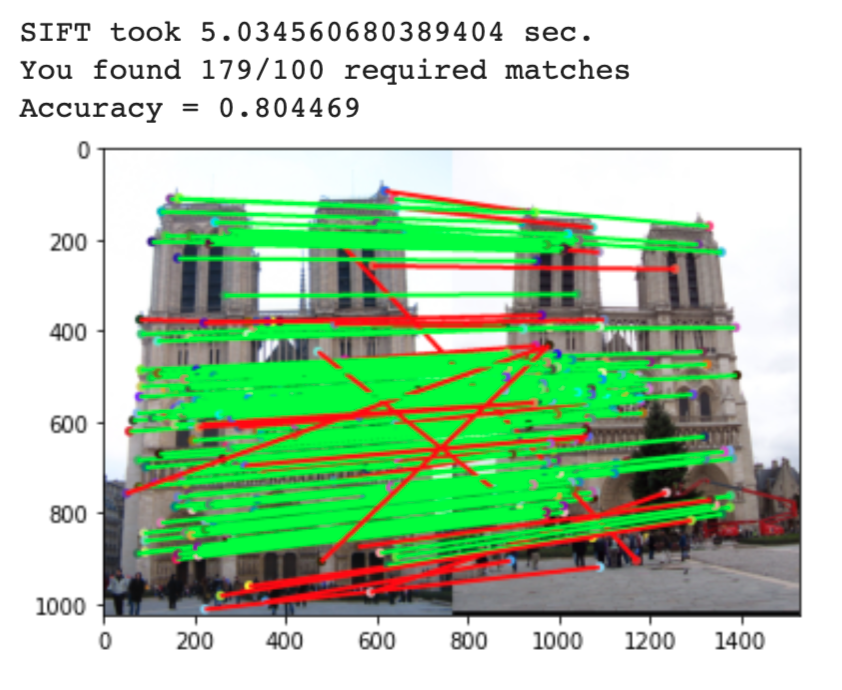 SIFT took 5.034560680389404 sec.
You found 179/100 required matches
Accuracy = 0.804469
0
200
400
600
800
1000
0 200 400 600 800 1000 1200 1400